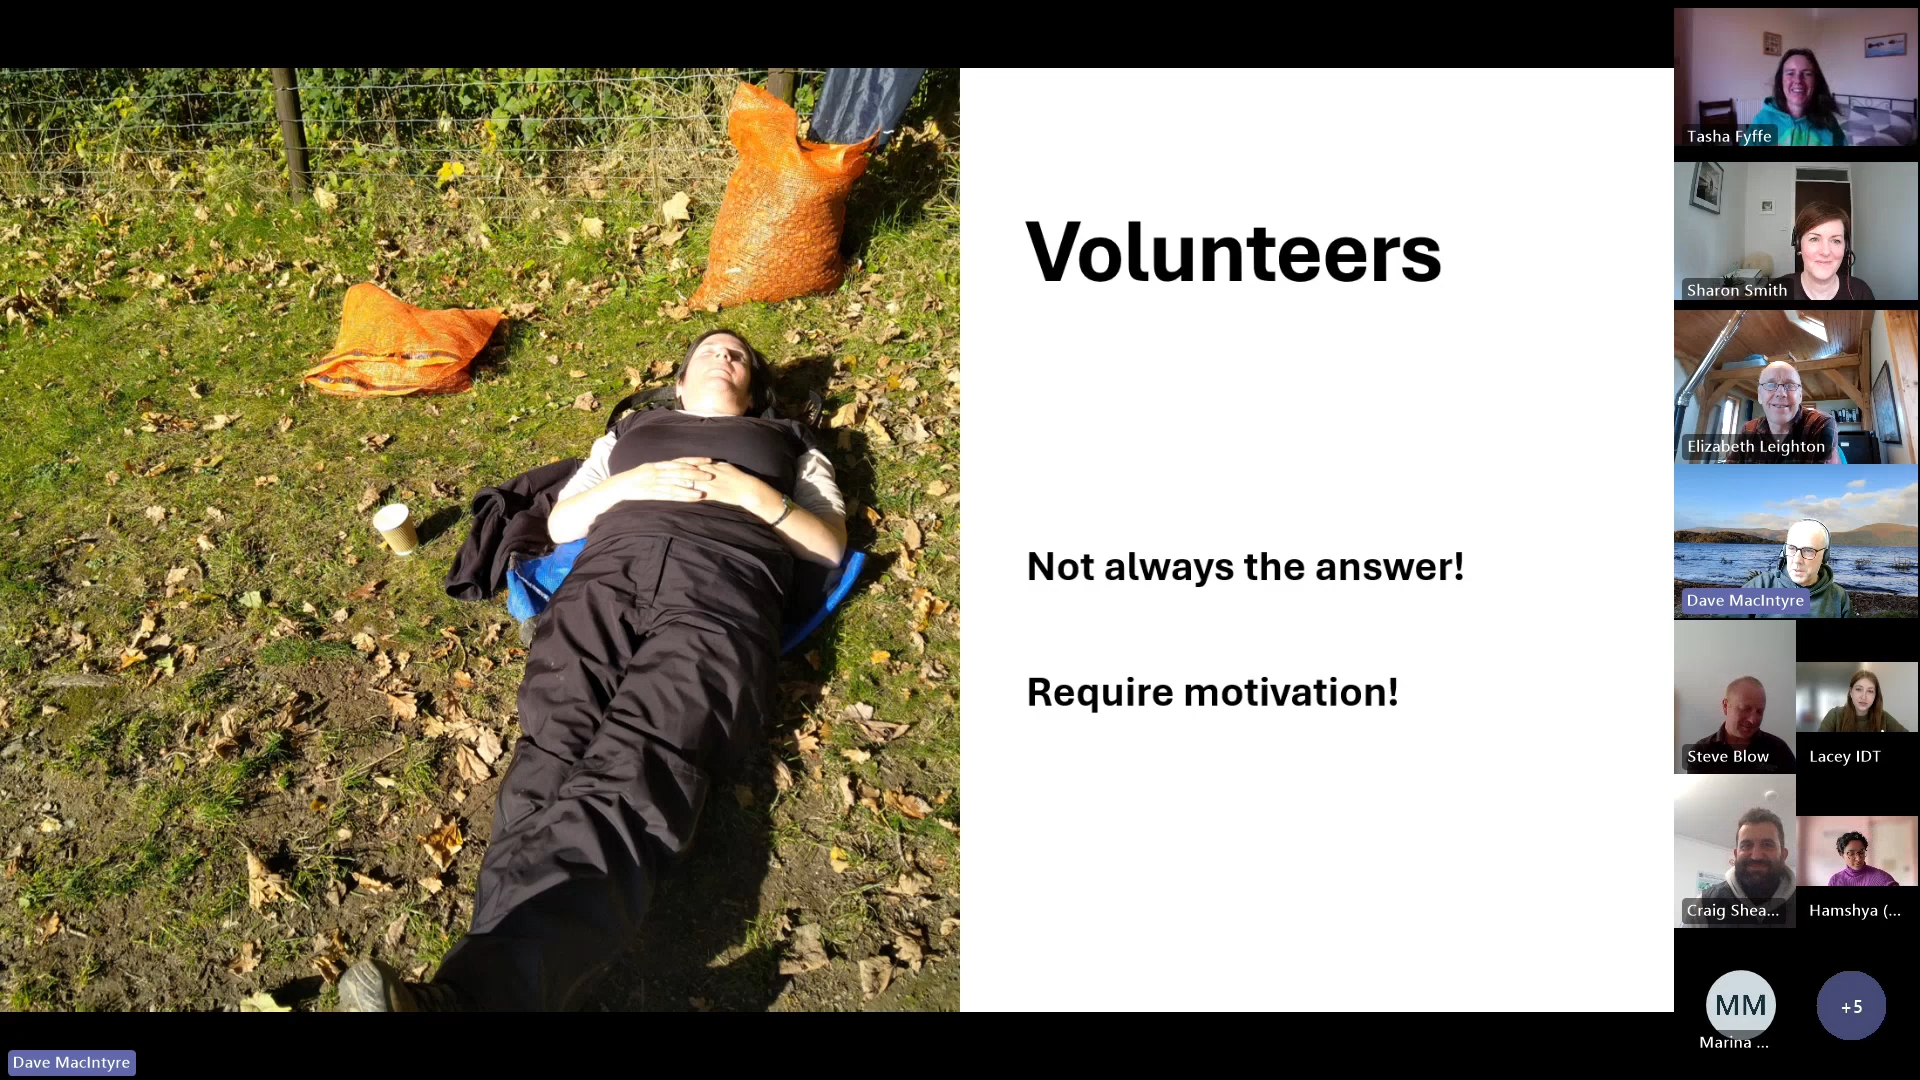 Volunteers
Not always the answer!
Require motivation!
Tasha Fyffe
Sharon Smith
Elizabeth Leighton
Dave MacIntyre
Steve Blow
Lacey IDT
Craig Shea...
Hamshya (...
MM
+5
Marina ...
Dave MacIntyre